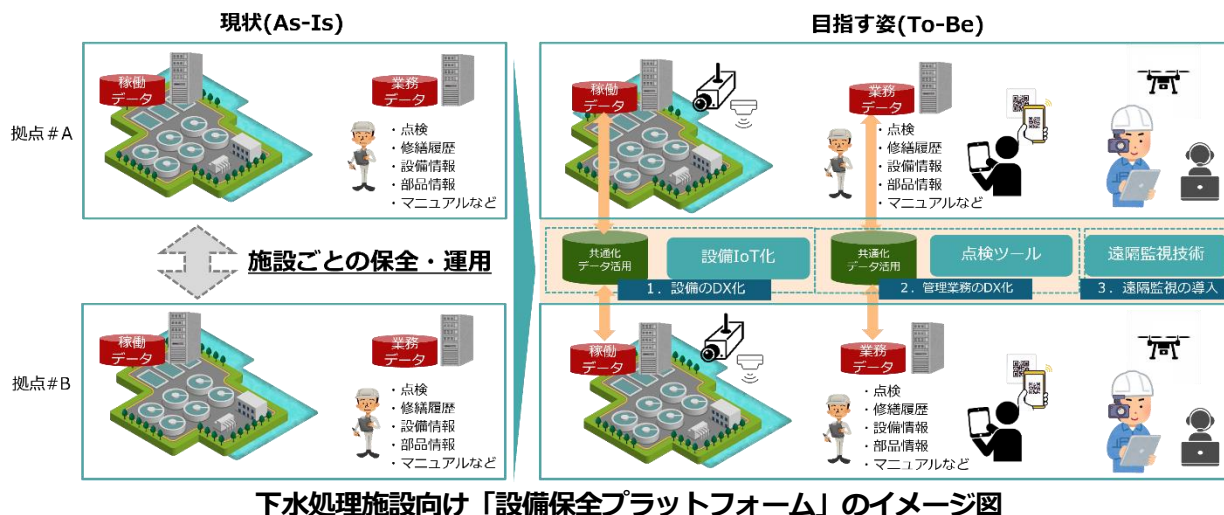 現状(As-Is)
目指す姿(To-Be)
拠点#A
稼働
データ
業務
データ
・点検
・修繕履歴
・設備情報
・部品情報
・マニュアルなど
稼働
データ
業務
データ
・点検
・修繕履歴
・設備情報
・部品情報
・マニュアルなど
施設ごとの保全・運用
共通化
データ活用
設備IoT化
1．設備のDX化
共通化
データ活用
点検ツール
2．管理業務のDX化
遠隔監視技術
3．遠隔監視の導入
拠点#B
稼働
データ
業務
データ
・点検
・修繕履歴
・設備情報
・部品情報
・マニュアルなど
稼働
データ
業務
データ
・点検
・修繕履歴
・設備情報
・部品情報
・マニュアルなど
下水処理施設向け「設備保全プラットフォーム」のイメージ図